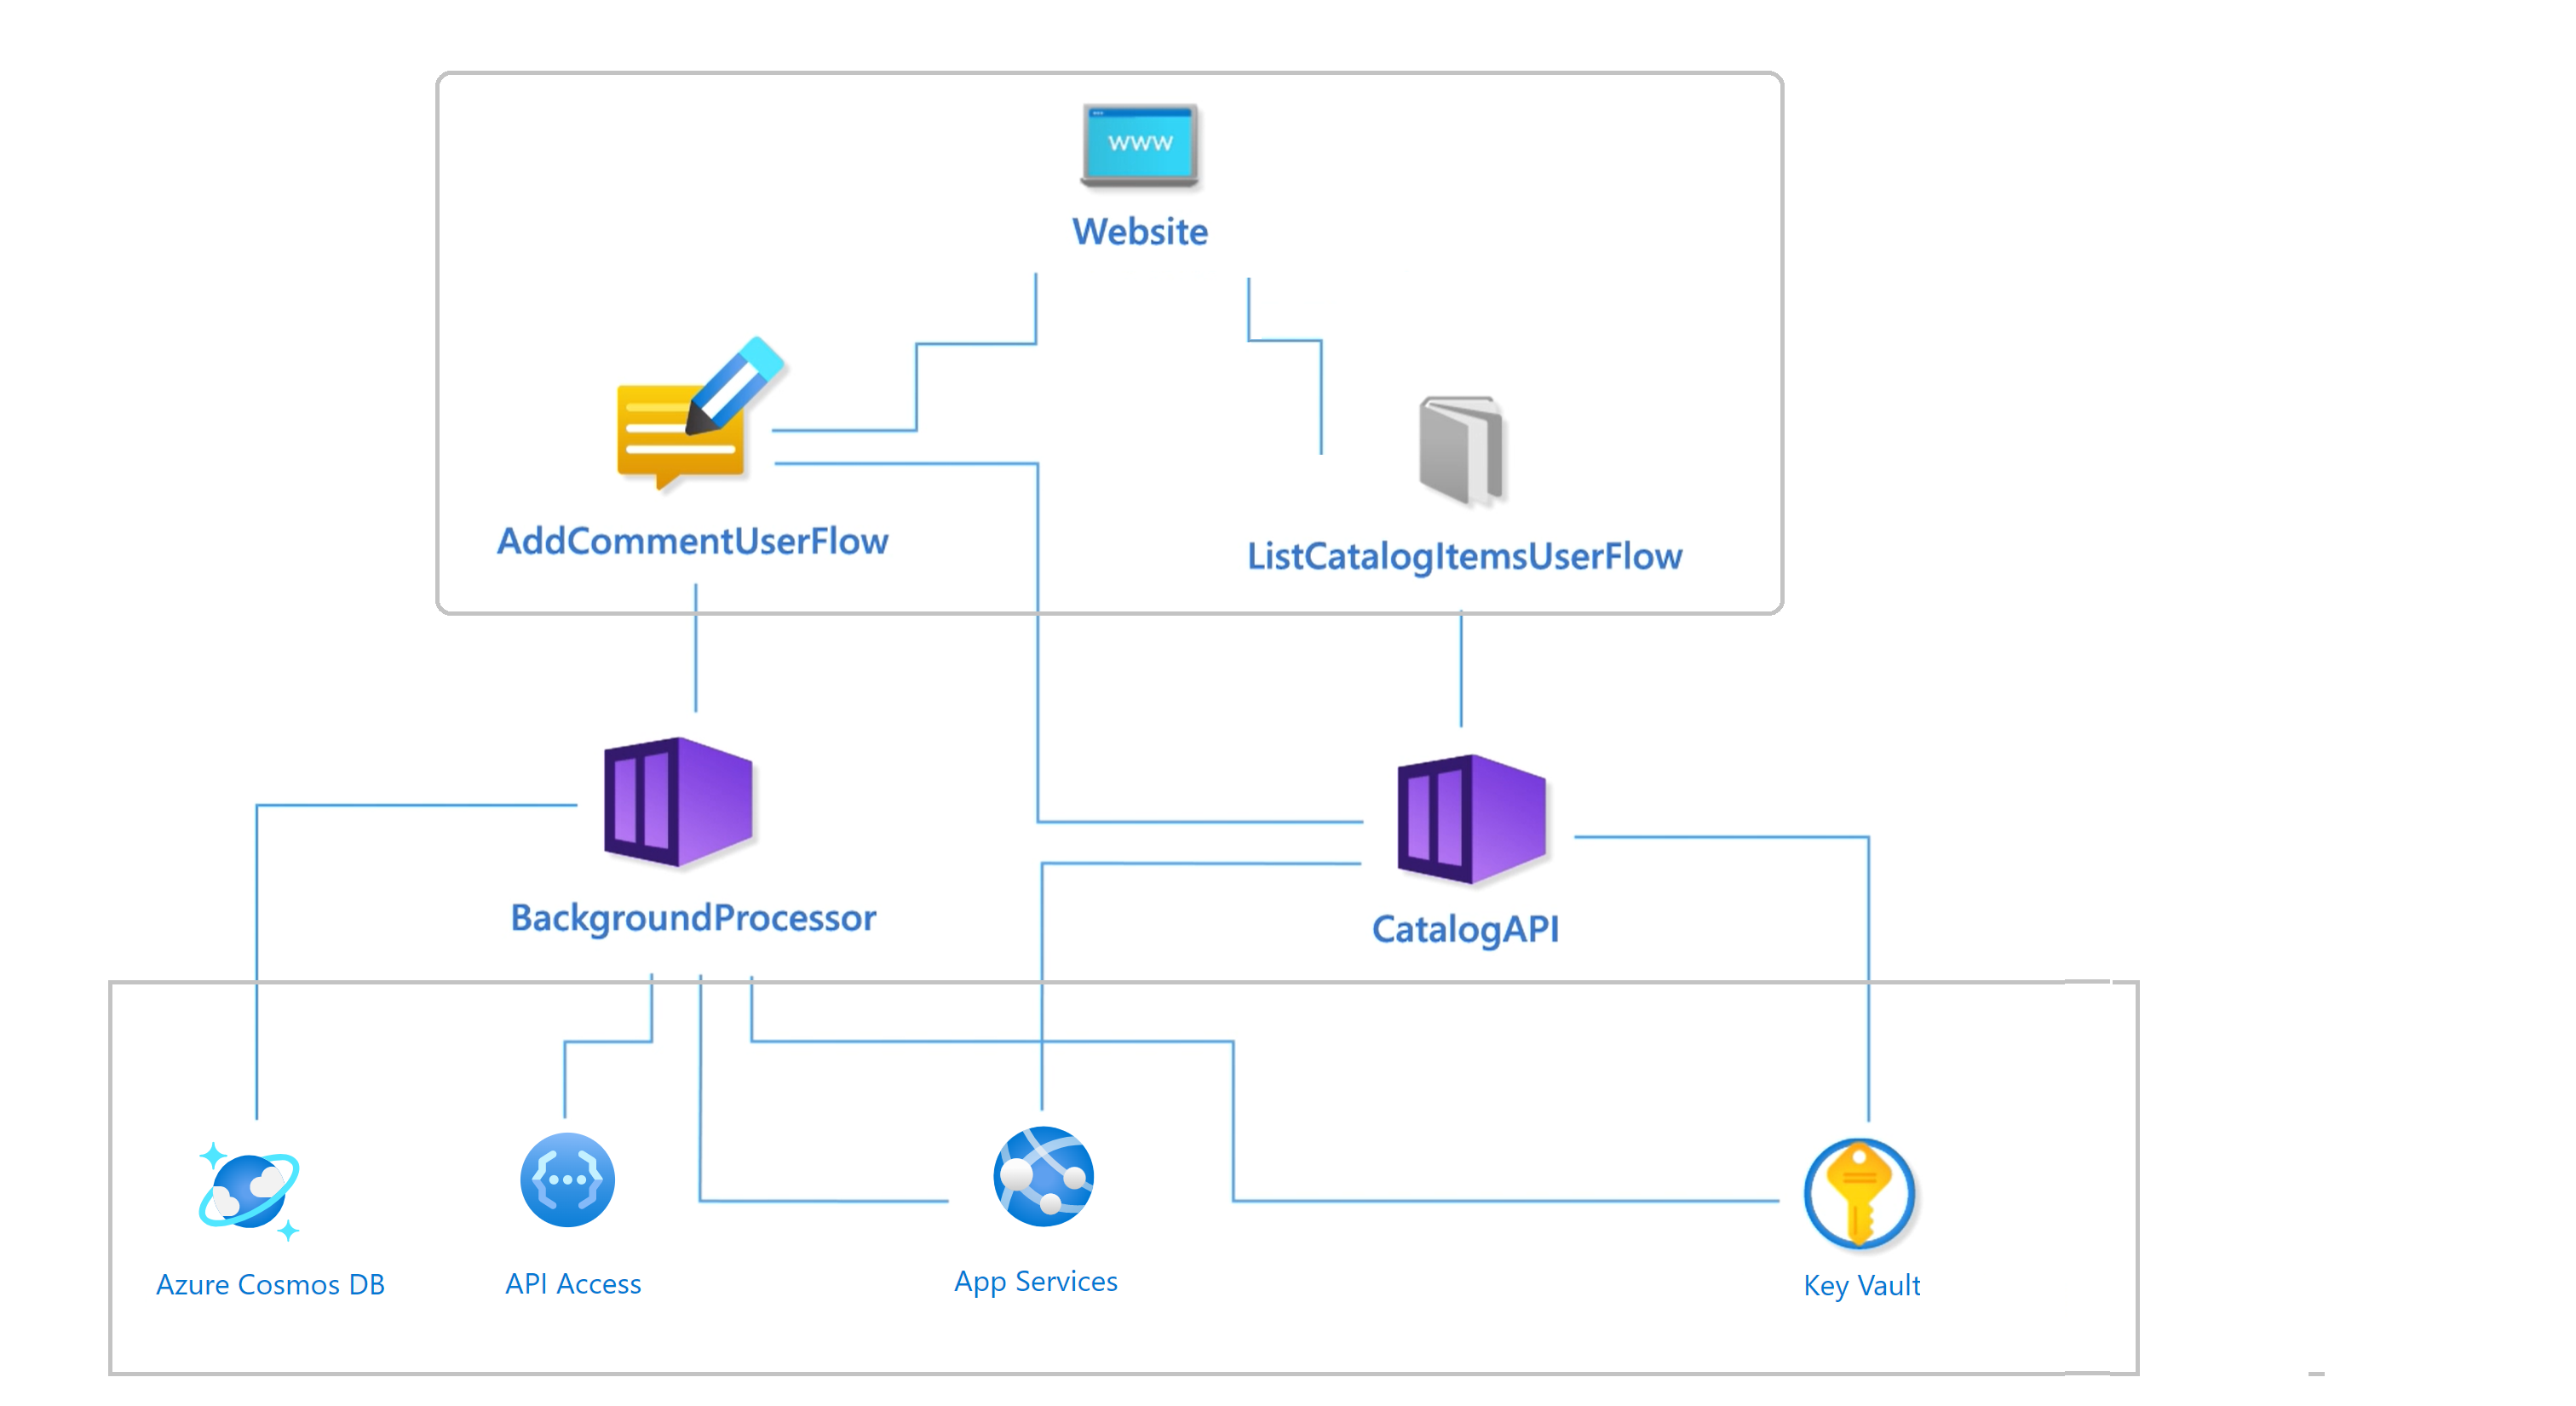 www
Website
AddCommentUserFlow
ListCatalogItemsUserFlow
BackgroundProcessor
CatalogAPI
Azure Cosmos DB
API Access
App Services
Key Vault